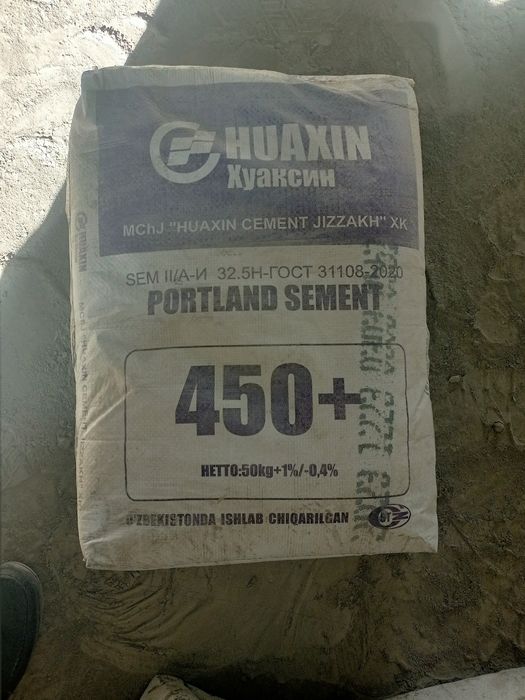 HUAXIN
Хуаксин
MChJ "HUAXIN CEMENT JIZZAKH" XK
SEM II/A-И 32.5Н-ГОСТ 31108-2020
PORTLAND SEMENT
450+
НЕТТО:50kg+1%/-0,4%
O'ZBEKISTONDA ISHLAB CHIQARILGAN